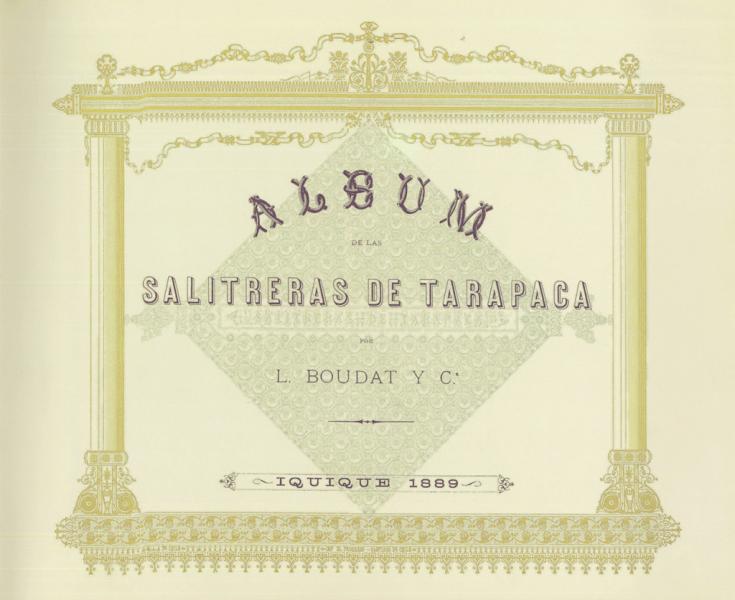 ALBUM
DE LAS
SALITRERAS DE TARAPACA
POR
L. BOUDAT Y C.ª
IQUIQUE 1889